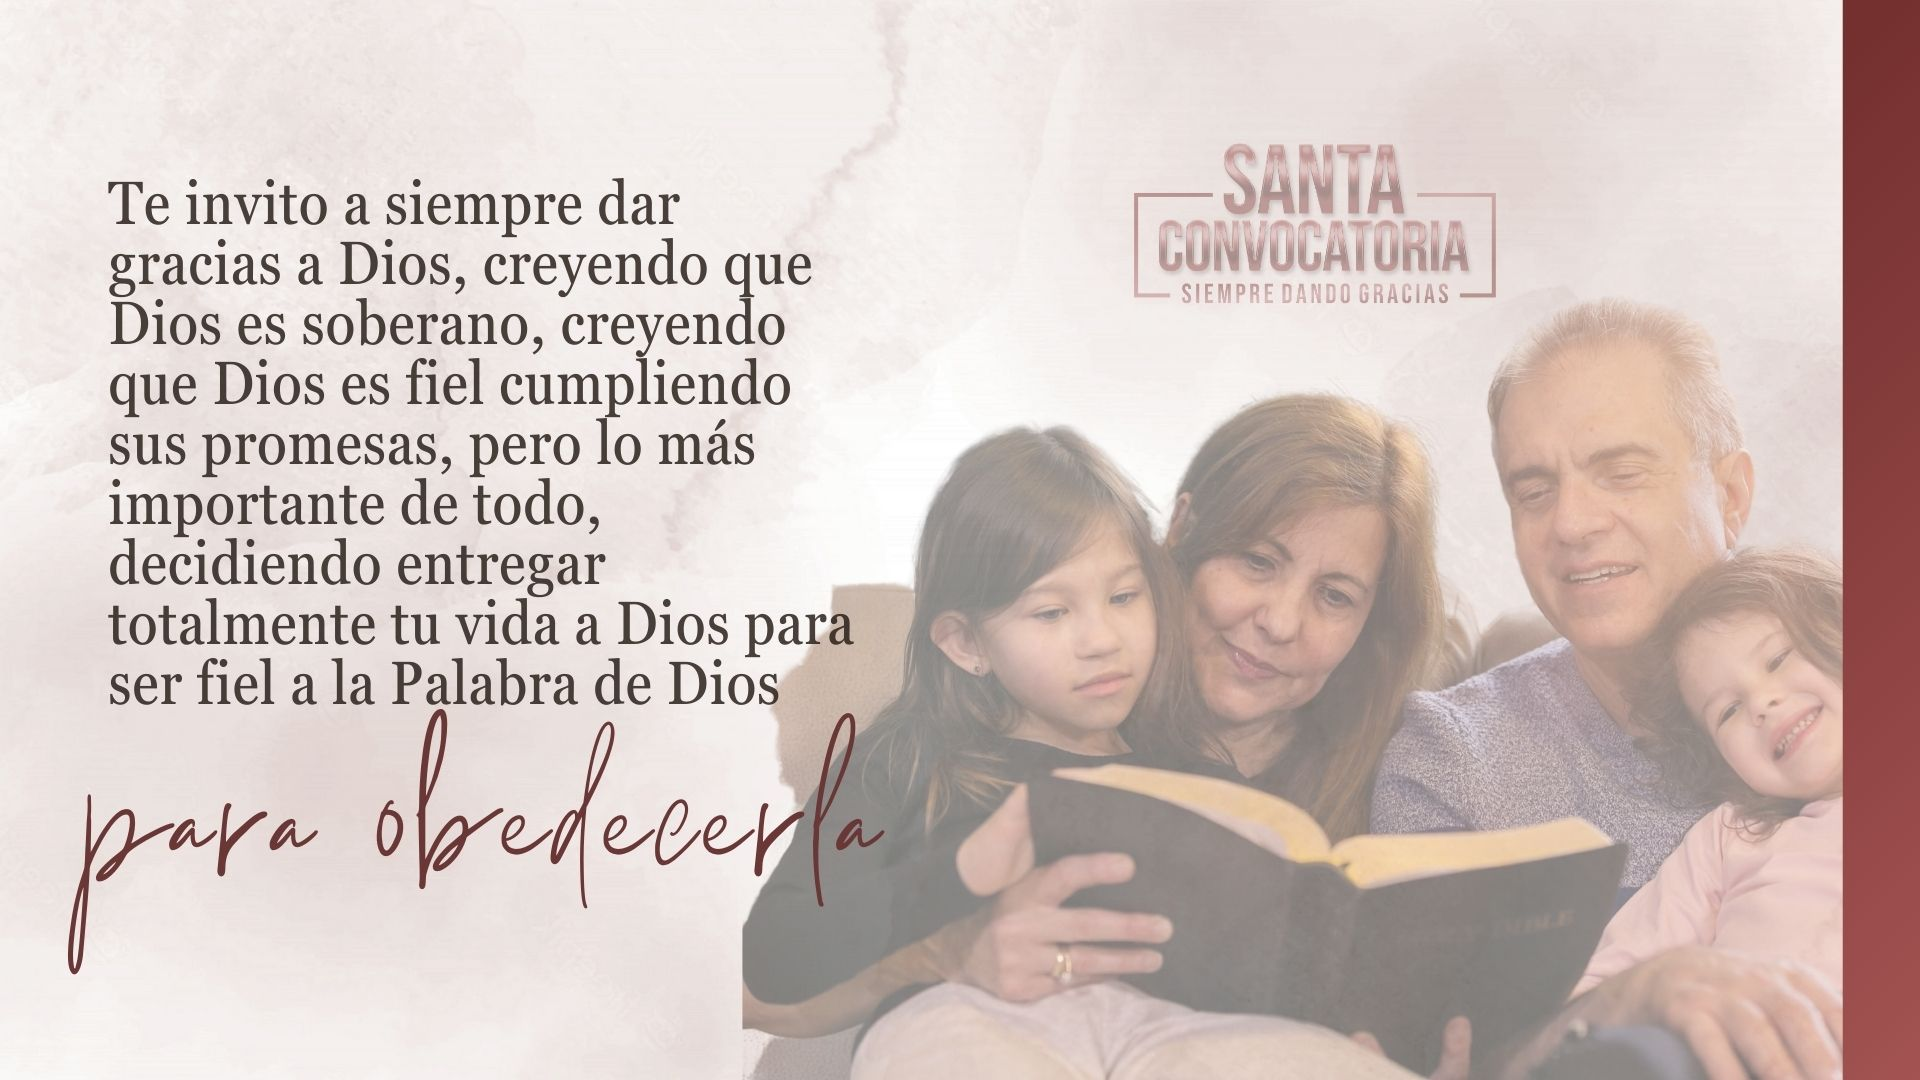 Te invito a siempre dar
gracias a Dios, creyendo que
Dios es soberano, creyendo
que Dios es fiel cumpliendo
sus promesas, pero lo más
importante de todo,
decidiendo entregar
totalmente tu vida a Dios para
ser fiel a la Palabra de Dios
para obedecerla
SANTA
CONVOCATORIA
SIEMPRE DANDO GRACIAS
BIBLE